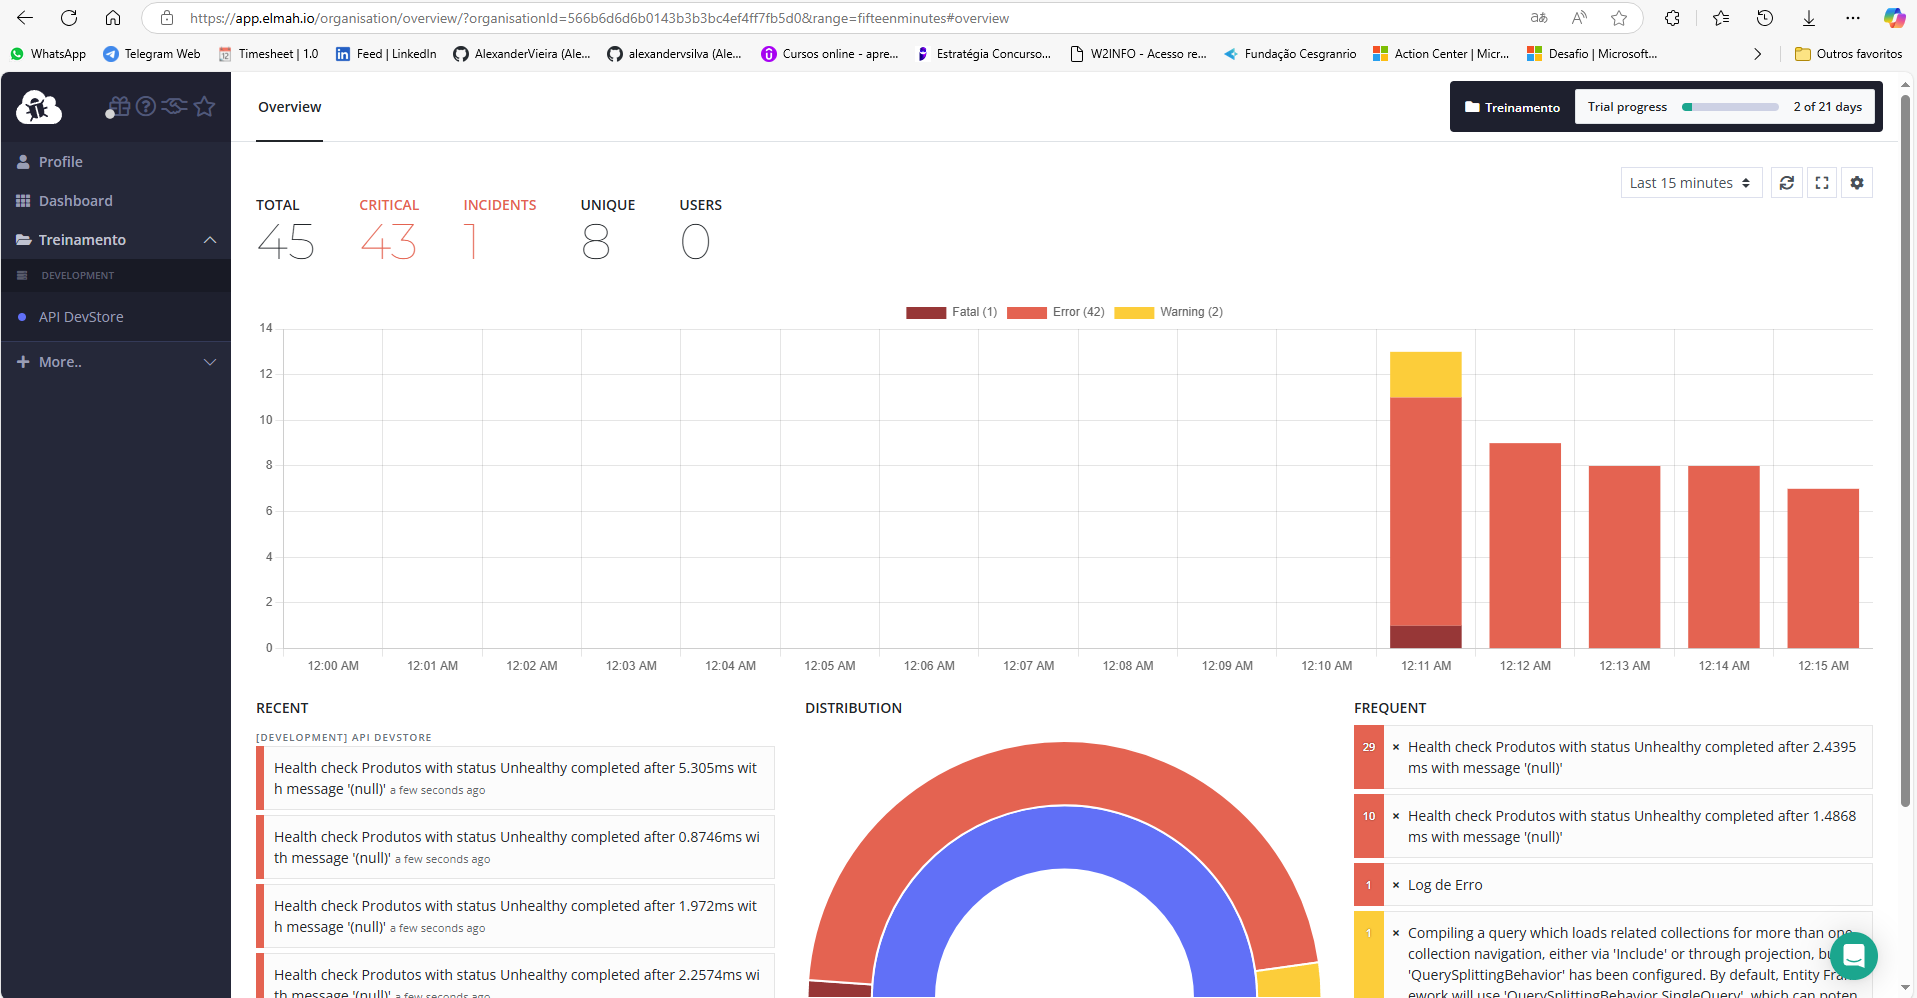 https://app.elmah.io/organisation/overview/?organisationId=566b6d6d6b0143b3b3bc4ef4ff7fb5d0&range=fifteenminutes#overview
WhatsApp
Telegram Web
Timesheet | 1.0
Feed | LinkedIn
AlexanderVieira (Ale...
alexandervsilva (Ale...
Cursos online - apre...
Estratégia Concurso...
W2INFO - Acesso re...
Fundação Cesgranrio
Action Center | Micr...
Desafio | Microsoft...
Outros favoritos
Profile
Dashboard
Treinamento
DEVELOPMENT
API DevStore
More..
Overview
Treinamento
Trial progress
2 of 21 days
Last 15 minutes
TOTAL
45
CRITICAL
43
INCIDENTS
1
UNIQUE
8
USERS
0
Fatal (1)
Error (42)
Warning (2)
14
12
10
8
6
4
2
0
12:00 AM
12:01 AM
12:02 AM
12:03 AM
12:04 AM
12:05 AM
12:06 AM
12:07 AM
12:08 AM
12:09 AM
12:10 AM
12:11 AM
12:12 AM
12:13 AM
12:14 AM
12:15 AM
RECENT
[DEVELOPMENT] API DEVSTORE
Health check Produtos with status Unhealthy completed after 5.305ms wit
h message '(null)' a few seconds ago
Health check Produtos with status Unhealthy completed after 0.8746ms wi
th message '(null)' a few seconds ago
Health check Produtos with status Unhealthy completed after 1.972ms wit
h message '(null)' a few seconds ago
Health check Produtos with status Unhealthy completed after 2.2574ms wi
th message '(null)' a few seconds ago
DISTRIBUTION
FREQUENT
29
× Health check Produtos with status Unhealthy completed after 2.4395
ms with message '(null)'
10
× Health check Produtos with status Unhealthy completed after 1.4868
ms with message '(null)'
1
× Log de Erro
1
× Compiling a query which loads related collections for more than one
collection navigation, either via 'Include' or through projection,
'QuerySplittingBehavior' has been configured. By default, Entity
ework will use 'QuerySplittingBehavior.SingleQuery', which can poten